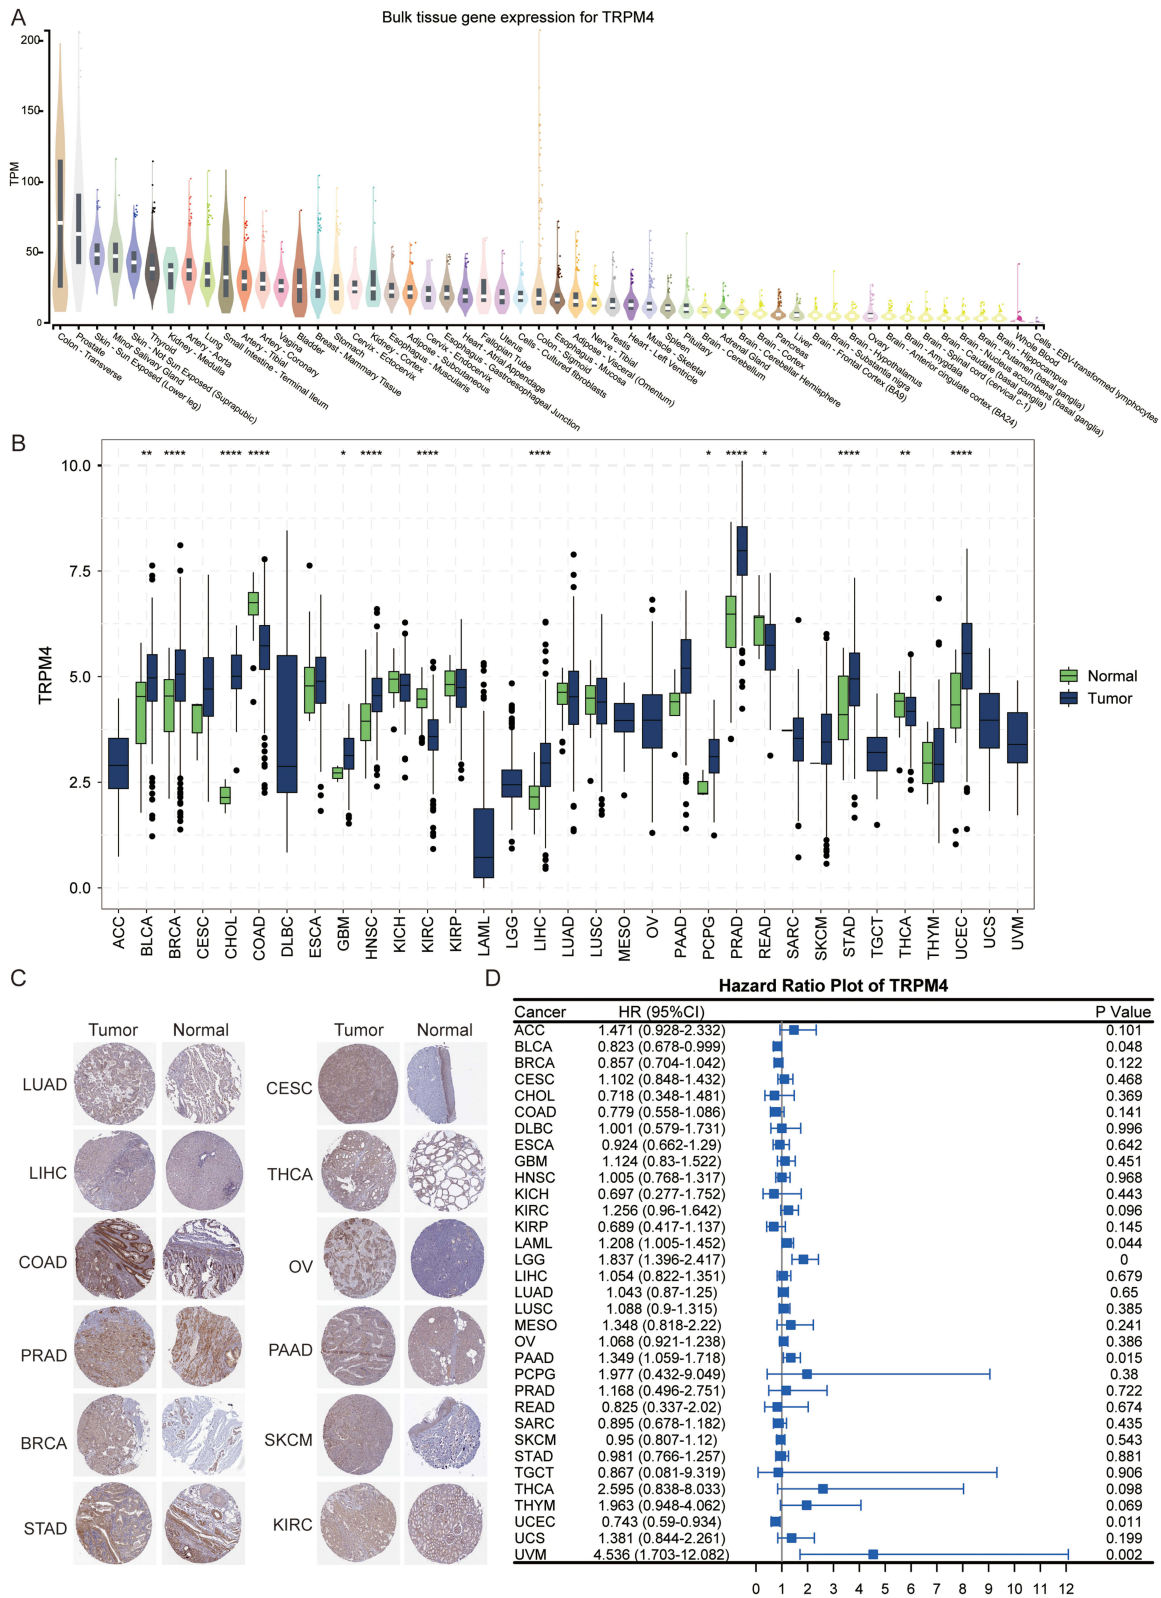 A
Bulk tissue gene expression for TRPM4
TPM
200
150
100
50
0
Colon - Transverse
Prostate
Skin - Sun Exposed (Lower leg)
Minor Salivary Gland
Skin - Not Sun Exposed (Suprapubic)
Thyroid
Kidney - Medulla
Artery - Aorta
Lung
Small Intestine - Terminal Ileum
Artery - Tibial
Artery - Coronary
Vagina
Bladder
Breast - Mammary Tissue
Stomach
Cervix - Ectocervix
Kidney - Cortex
Esophagus - Muscularis
Adipose - Subcutaneous
Cervix - Endocervix
Esophagus - Gastroesophageal Junction
Heart - Atrial Appendage
Fallopian Tube
Uterus
Cells - Cultured fibroblasts
Colon - Sigmoid
Esophagus - Mucosa
Adipose - Visceral (Omentum)
Nerve - Tibial
Testis
Heart - Left Ventricle
Muscle - Skeletal
Spleen
Pituitary
Brain - Cerebellum
Adrenal Gland
Brain - Cortex
Brain - Cerebellar Hemisphere
Pancreas
Liver
Brain - Frontal Cortex (BA9)
Brain - Hypothalamus
Brain - Substantia nigra
Ovary
Brain - Anterior cingulate cortex (BA24)
Brain - Amygdala
Brain - Spinal cord (cervical c-1)
Brain - Caudate (basal ganglia)
Brain - Nucleus accumbens (basal ganglia)
Brain - Putamen (basal ganglia)
Brain - Hippocampus
Whole Blood
Cells - EBV-transformed lymphocytes
B
** **** **** **** * **** **** **** * **** * **** ** ****
TRPM4
10.0
7.5
5.0
2.5
0.0
Normal
Tumor
ACC
BLCA
BRCA
CESC
CHOL
COAD
DLBC
ESCA
GBM
HNSC
KICH
KIRC
KIRP
LAML
LGG
LIHC
LUAD
LUSC
MESO
OV
PAAD
PCPG
PRAD
READ
SARC
SKCM
STAD
TGCT
THCA
THYM
UCEC
UCS
UVM
C
Tumor Normal Tumor Normal
LUAD CESC
LIHC THCA
COAD OV
PRAD PAAD
BRCA SKCM
STAD KIRC
D
Hazard Ratio Plot of TRPM4
Cancer HR (95%CI) P Value
ACC 1.471 (0.928-2.332) 0.101
BLCA 0.823 (0.678-0.999) 0.048
BRCA 0.857 (0.704-1.042) 0.122
CESC 1.102 (0.848-1.432) 0.468
CHOL 0.718 (0.348-1.481) 0.369
COAD 0.779 (0.558-1.086) 0.141
DLBC 1.001 (0.579-1.731) 0.996
ESCA 0.924 (0.662-1.29) 0.642
GBM 1.124 (0.83-1.522) 0.451
HNSC 1.005 (0.768-1.317) 0.968
KICH 0.697 (0.277-1.752) 0.443
KIRC 1.256 (0.96-1.642) 0.096
KIRP 0.689 (0.417-1.137) 0.145
LAML 1.208 (1.005-1.452) 0.044
LGG 1.837 (1.396-2.417) 0
LIHC 1.054 (0.822-1.351) 0.679
LUAD 1.043 (0.87-1.25) 0.65
LUSC 1.088 (0.9-1.315) 0.385
MESO 1.348 (0.818-2.22) 0.241
OV 1.068 (0.921-1.238) 0.386
PAAD 1.349 (1.059-1.718) 0.015
PCPG 1.977 (0.432-9.049) 0.38
PRAD 1.168 (0.496-2.751) 0.722
READ 0.825 (0.337-2.02) 0.674
SARC 0.895 (0.678-1.182) 0.435
SKCM 0.95 (0.807-1.12) 0.543
STAD 0.981 (0.766-1.257) 0.881
TGCT 0.867 (0.081-9.319) 0.906
THCA 2.595 (0.838-8.033) 0.098
THYM 1.963 (0.948-4.062) 0.069
UCEC 0.743 (0.59-0.934) 0.011
UCS 1.381 (0.844-2.261) 0.199
UVM 4.536 (1.703-12.082) 0.002
0 1 2 3 4 5 6 7 8 9 10 11 12